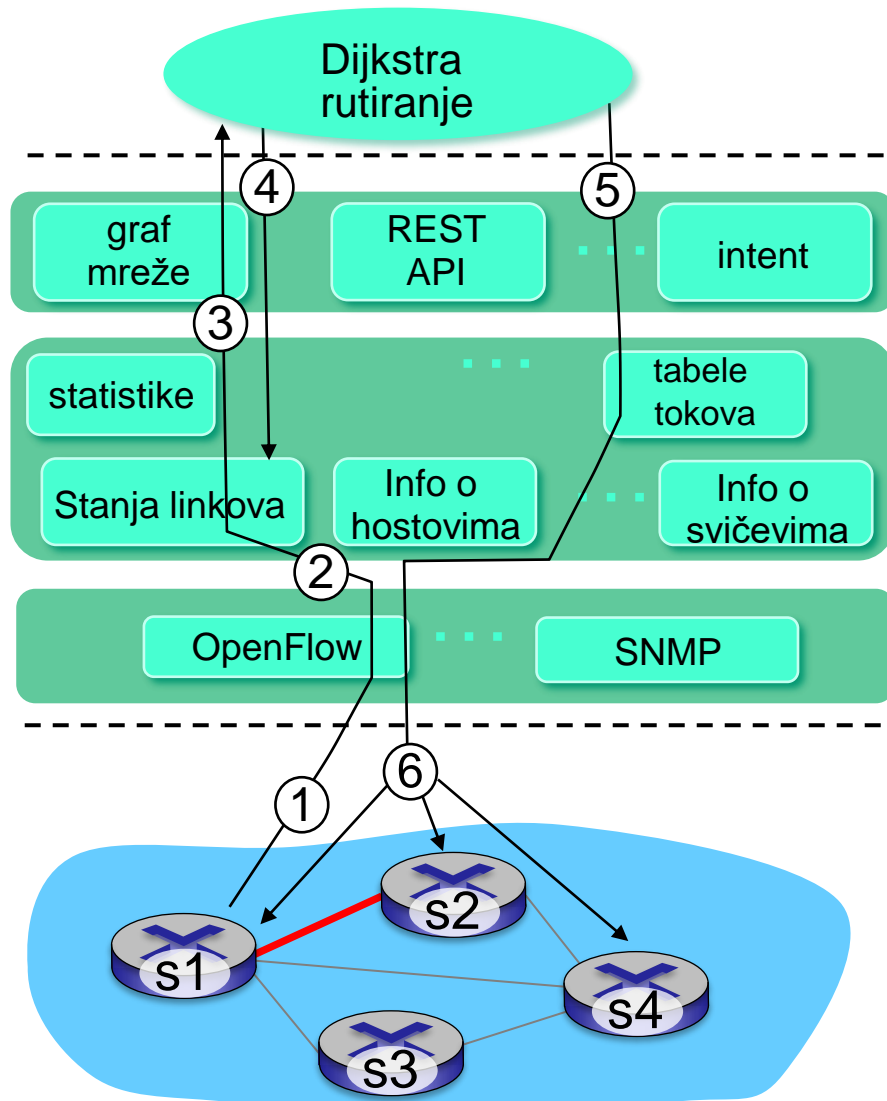 Dijkstra
rutiranje
4
5
graf
mreže
REST
API
intent
3
statistike
tabele
tokova
Stanja linkova
Info o
hostovima
Info o
svičevima
2
OpenFlow
SNMP
1
6
s2
s1
s4
s3